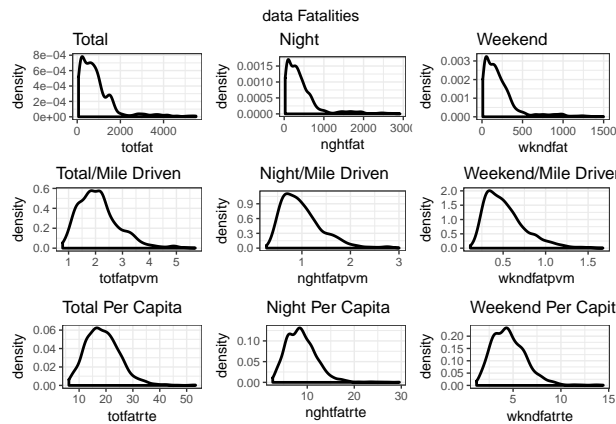 data Fatalities
Total
Night
Weekend
density
8e−04
6e−04
4e−04
2e−04
0e+00
0
2000
4000
totfat
density
0.0015
0.0010
0.0005
0.0000
0
1000
2000
3000
nghtfat
density
0.003
0.002
0.001
0.000
0
500
1000
1500
wkndfat
Total/Mile Driven
Night/Mile Driven
Weekend/Mile Driven
density
0.6
0.4
0.2
0.0
1
2
3
4
5
totfatpvm
density
0.9
0.6
0.3
0.0
1
2
3
nghtfatpvm
density
2.0
1.5
1.0
0.5
0.0
0.5
1.0
1.5
wkndfatpvm
Total Per Capita
Night Per Capita
Weekend Per Capita
density
0.06
0.04
0.02
0.00
10
20
30
40
50
totfatrte
density
0.10
0.05
0.00
10
20
30
nghtfatrte
density
0.20
0.15
0.10
0.05
0.00
5
10
15
wkndfatrte